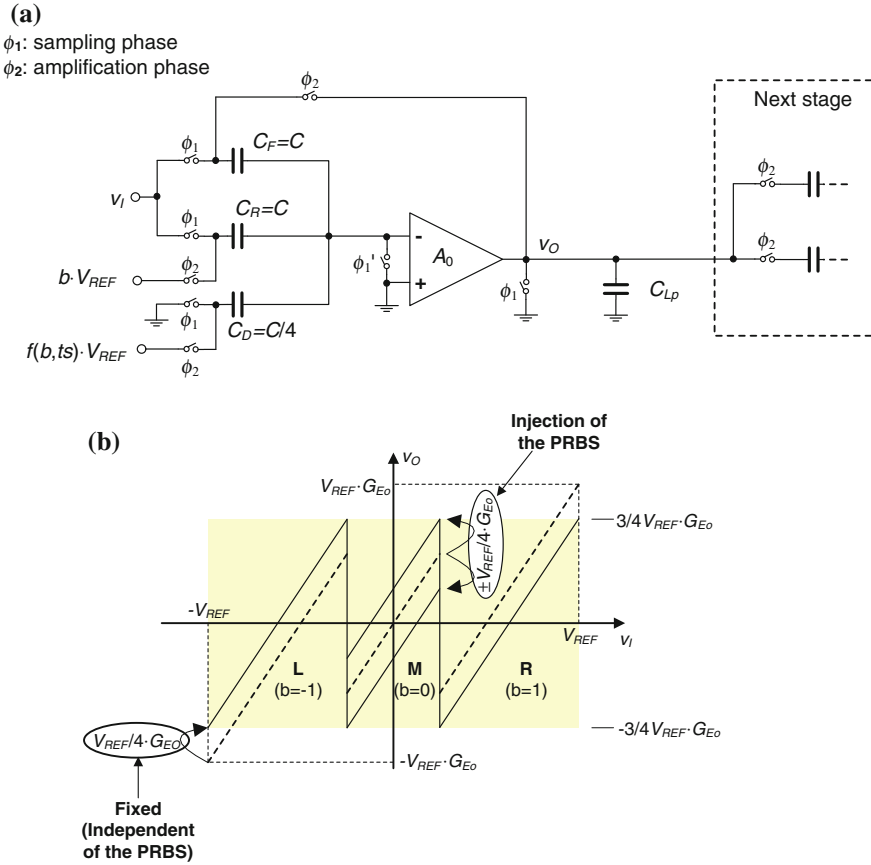 (a)
ϕ1: sampling phase
ϕ2: amplification phase
ϕ2
Next stage
ϕ1
CF=C
ϕ2
vI
ϕ1
CR=C
-
A0
vO
ϕ2
b·VREF
ϕ2
ϕ1'
+
ϕ1
CLp
ϕ1
CD=C/4
f(b,ts)·VREF
ϕ2
(b)
Injection of
the PRBS
vO
VREF·GEo
3/4VREF·GEo
±VREF/4·GEo
-VREF
VREF
vI
L
(b=-1)
M
(b=0)
R
(b=1)
VREF/4·GEO
-3/4VREF·GEo
-VREF·GEo
Fixed
(Independent
of the PRBS)